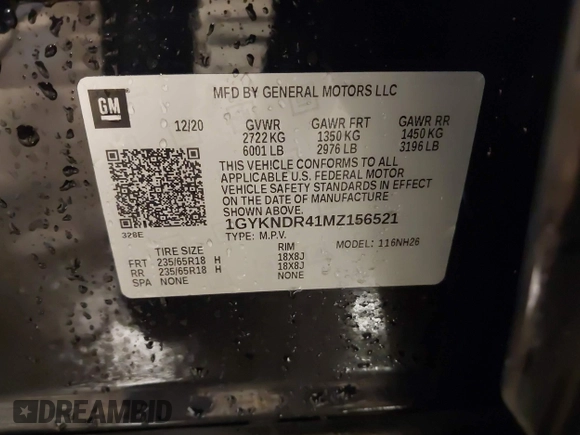 GM
MFD BY GENERAL MOTORS LLC
12/20 GVWR GAWR FRT GAWR RR
2722 KG 1350 KG 1450 KG
6001 LB 2976 LB 3196 LB
THIS VEHICLE CONFORMS TO ALL
APPLICABLE U.S. FEDERAL MOTOR
VEHICLE SAFETY STANDARDS IN EFFECT
ON THE DATE OF MANUFACTURE
SHOWN ABOVE.
328E
1GYKNDR41MZ156521
TYPE: M.P.V. MODEL: 116NH26
TIRE SIZE RIM
FRT 235/65R18 H 18X8J
RR 235/65R18 H 18X8J
SPA NONE NONE
DREAMBID